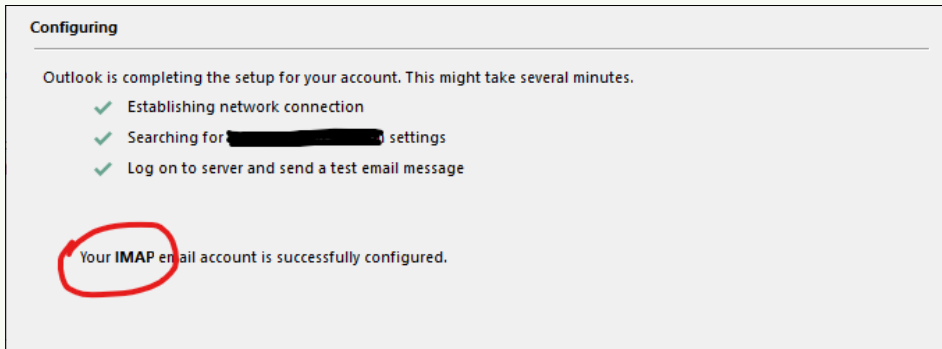 Configuring
Outlook is completing the setup for your account. This might take several minutes.
Establishing network connection
Searching for settings
Log on to server and send a test email message
Your IMAP email account is successfully configured.